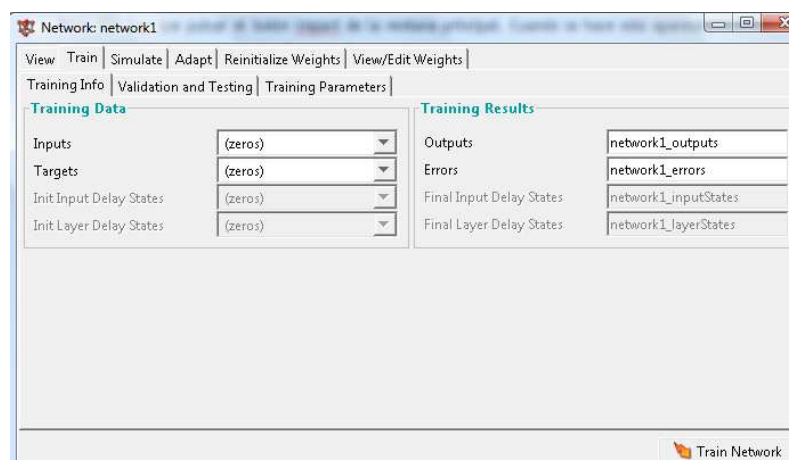 Network: network1
View Train Simulate Adapt Reinitialize Weights View/Edit Weights
Training Info Validation and Testing Training Parameters
Training Data
Inputs (zeros)
Targets (zeros)
Init Input Delay States (zeros)
Init Layer Delay States (zeros)
Training Results
Outputs network1_outputs
Errors network1_errors
Final Input Delay States network1_inputStates
Final Layer Delay States network1_layerStates
Train Network